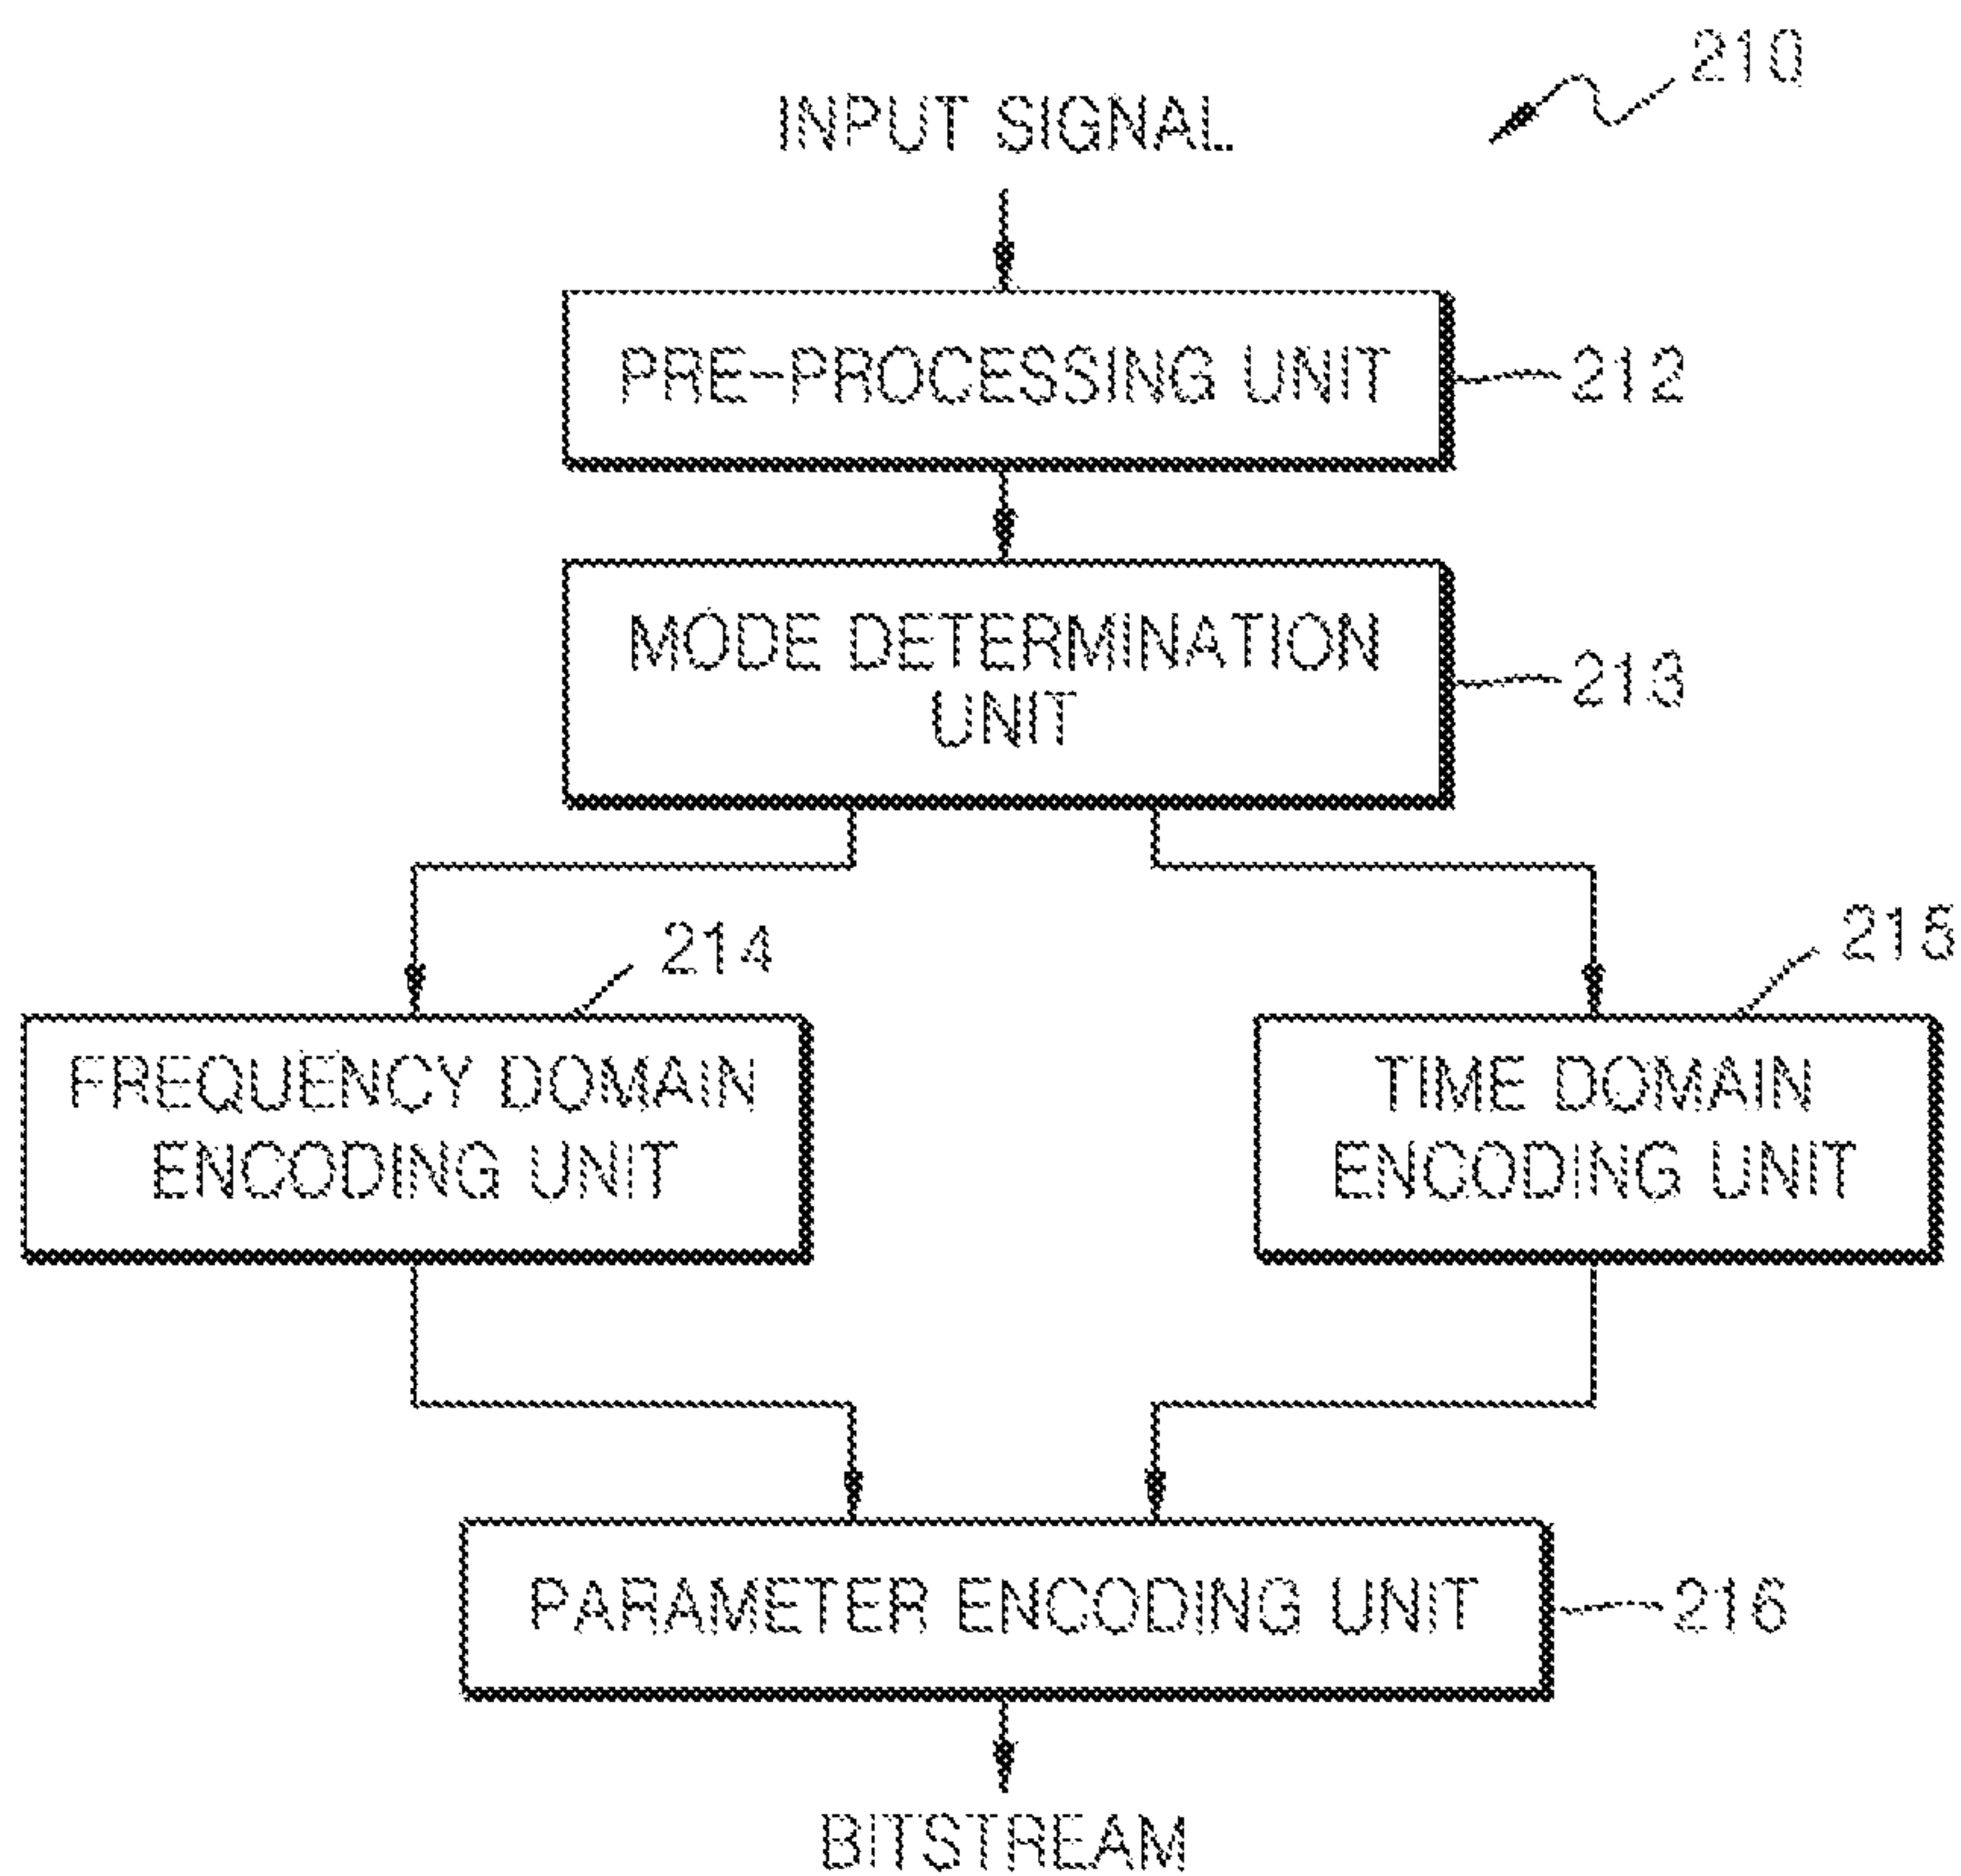 210
INPUT SIGNAL
PRE-PROCESSING UNIT
212
MODE DETERMINATION
UNIT
213
214
215
FREQUENCY DOMAIN
ENCODING UNIT
TIME DOMAIN
ENCODING UNIT
PARAMETER ENCODING UNIT
216
BITSTREAM